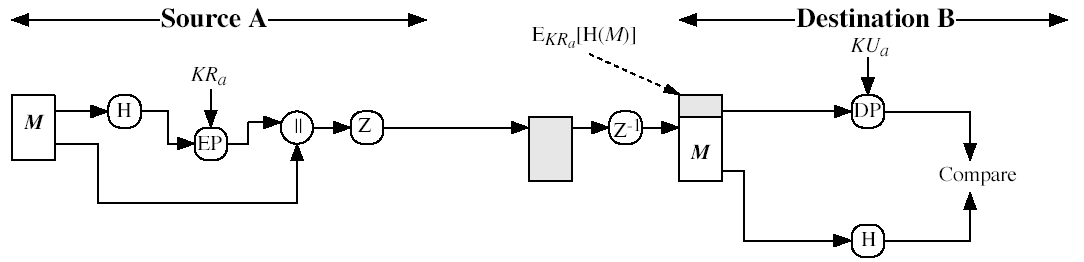 Source A
Destination B
E_KRa[H(M)]
KU_a
KR_a
M
H
EP
||
Z
Z⁻¹
M
DP
Compare
H